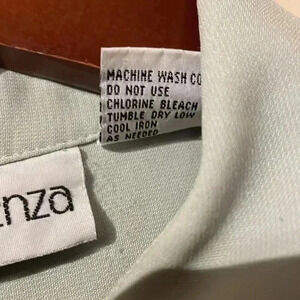 MACHINE WASH CO
DO NOT USE
CHLORINE BLEACH
TUMBLE DRY LOW
COOL IRON
AS NEEDED
nza